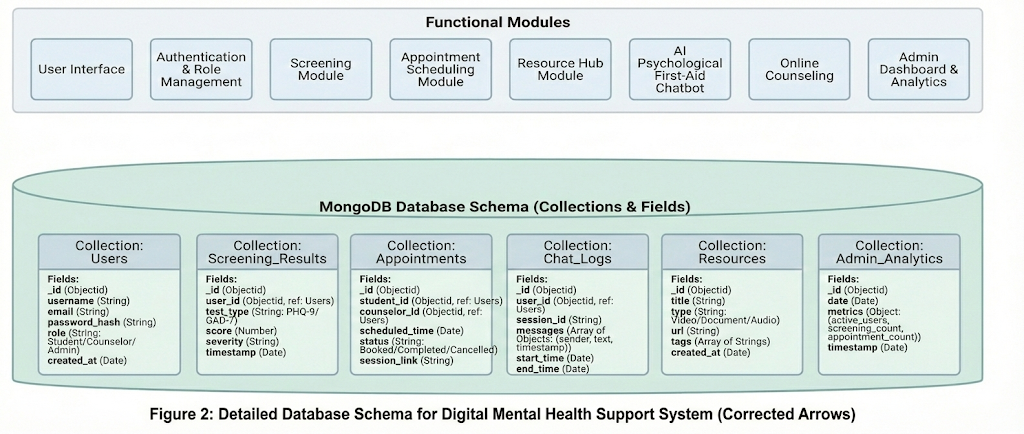 Functional Modules
User Interface
Authentication
& Role
Management
Screening
Module
Appointment
Scheduling
Module
Resource Hub
Module
AI
Psychological
First-Aid
Chatbot
Online
Counseling
Admin
Dashboard &
Analytics
MongoDB Database Schema (Collections & Fields)
Collection:
Users
Fields:
_id (Objectid)
username (String)
email (String)
password_hash (String)
role (String:
Student/Counselor/
Admin)
created_at (Date)
Collection:
Screening_Results
Fields:
_id (Objectid)
user_id (Objectid, ref: Users)
test_type (String: PHQ-9/
GAD-7)
score (Number)
severity (String)
timestamp (Date)
Collection:
Appointments
Fields:
_id (Objectid)
student_id (Objectid, ref: Users)
counselor_Id (Objectid, ref:
Users)
scheduled_time (Date)
status (String:
Booked/Completed/Cancelled)
session_link (String)
Collection:
Chat_Logs
Fields:
_id (Objectid)
user_id (Objectid, ref:
Users)
session_id (String)
messages (Array of
Objects: (sender, text,
timestamp))
start_time (Date)
end_time (Date)
Collection:
Resources
Fields:
_id (Objectid)
title (String)
type (String:
Video/Document/Audio)
url (String)
tags (Array of Strings)
created_at (Date)
Collection:
Admin_Analytics
Fields:
_id (Objectid)
date (Date)
metrics (Object:
(active_users,
screening_count,
appointment_count))
timestamp (Date)
Figure 2: Detailed Database Schema for Digital Mental Health Support System (Corrected Arrows)